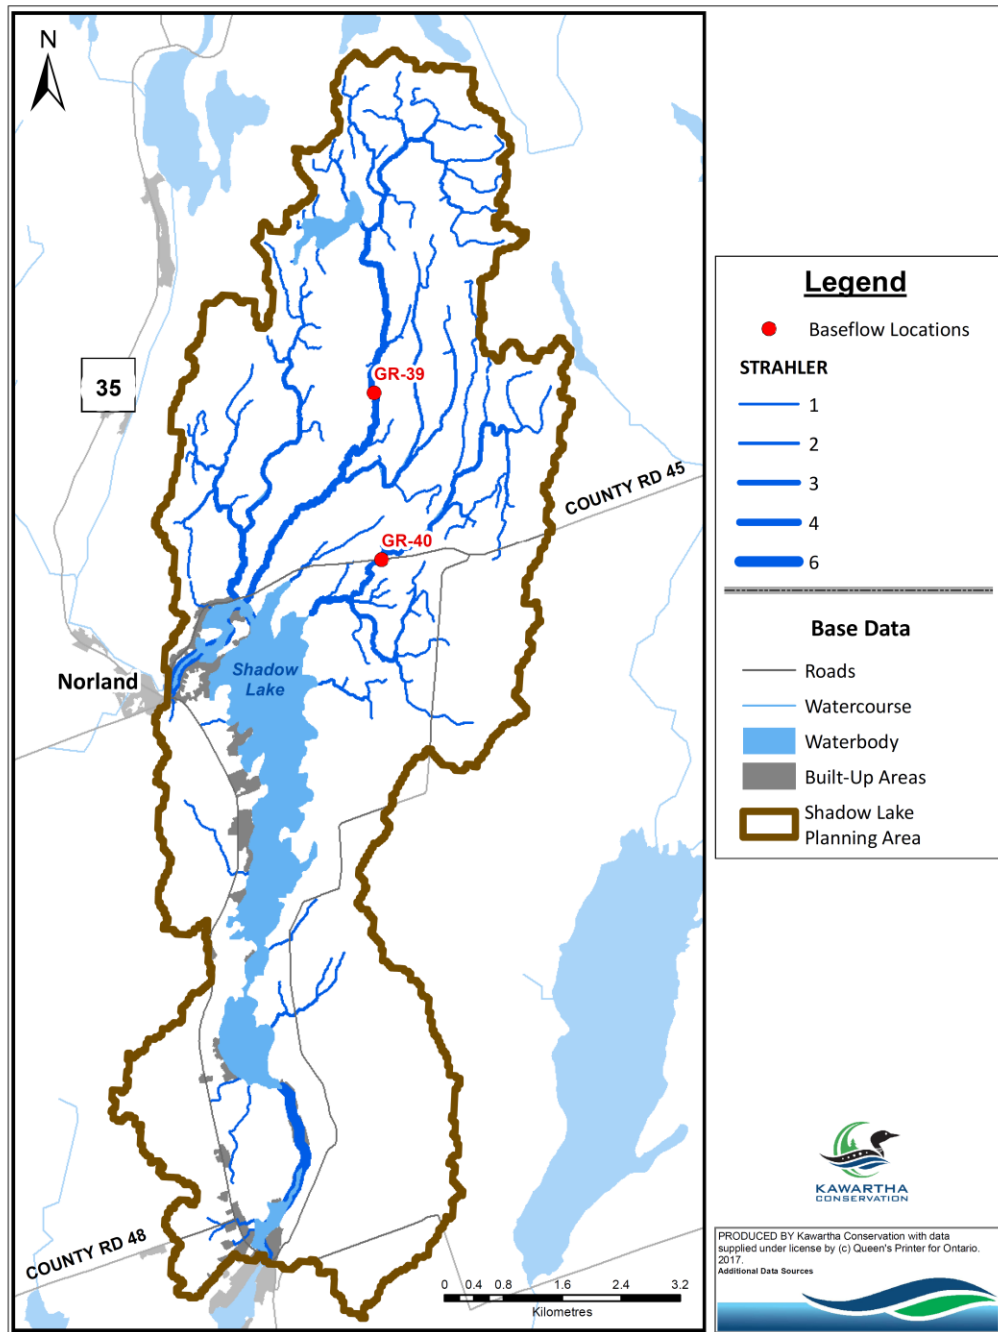 N
35
GR-39
COUNTY RD 45
GR-40
Norland
Shadow
Lake
COUNTY RD 48
0 0.4 0.8 1.6 2.4 3.2
Kilometres
Legend
Baseflow Locations
STRAHLER
1
2
3
4
6
Base Data
Roads
Watercourse
Waterbody
Built-Up Areas
Shadow Lake
Planning Area
KAWARTHA
CONSERVATION
PRODUCED BY Kawartha Conservation with data
supplied under license by (c) Queen's Printer for Ontario.
2017.
Additional Data Sources